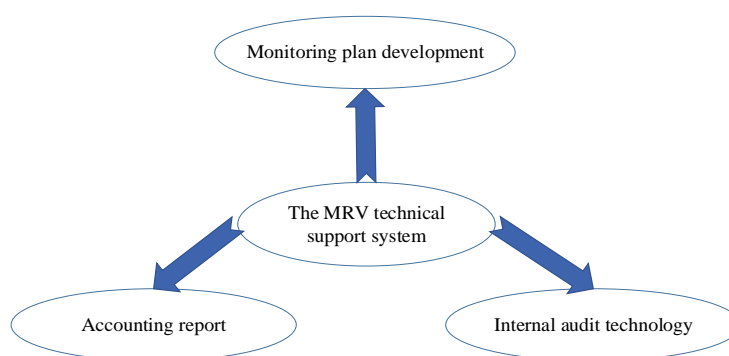 Monitoring plan development
The MRV technical
support system
Accounting report
Internal audit technology